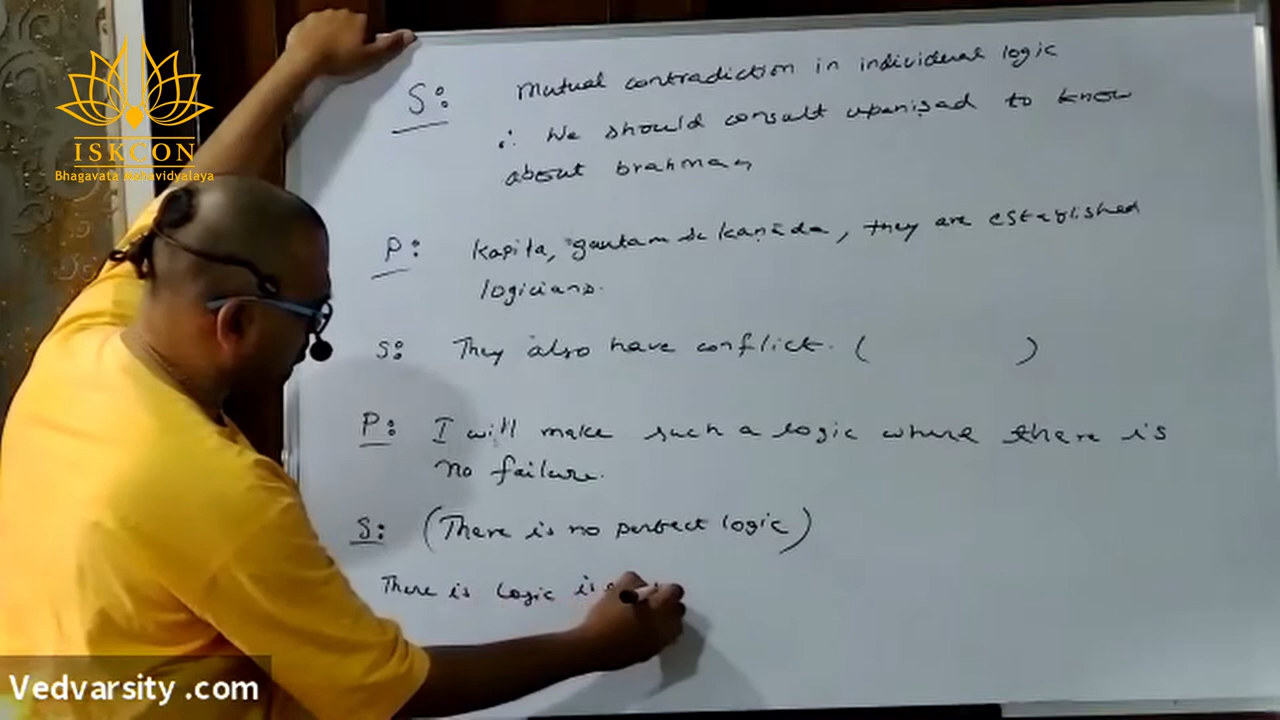 ISKCON
Bhagavata Mahavidyalaya
S: Mutual contradiction in individual logic
∴ We should consult upaniṣad to know
about brahman
P: Kapila, gautam & kaṇāda, they are established
logicians.
S: They also have conflict. ( )
P: I will make such a logic where there is
no failure.
S: (There is no perfect logic)
There is logic is
Vedvarsity .com